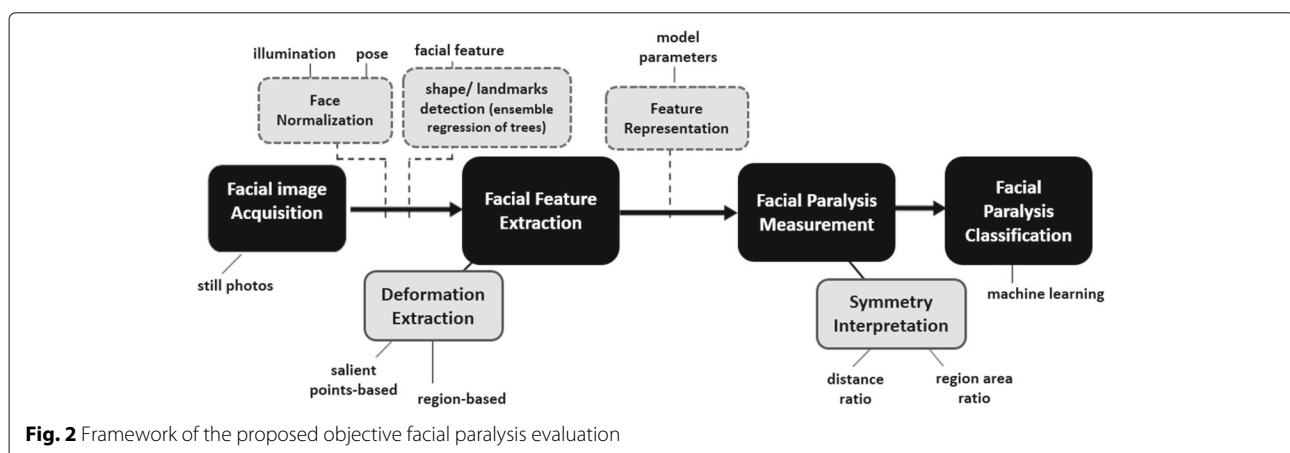 illumination
pose
facial feature
model
parameters
Face
Normalization
shape/ landmarks
detection (ensemble
regression of trees)
Feature
Representation
Facial image
Acquisition
Facial Feature
Extraction
Facial Paralysis
Measurement
Facial
Paralysis
Classification
still photos
Deformation
Extraction
Symmetry
Interpretation
machine learning
salient
points-based
region-based
distance
ratio
region area
ratio
Fig. 2 Framework of the proposed objective facial paralysis evaluation